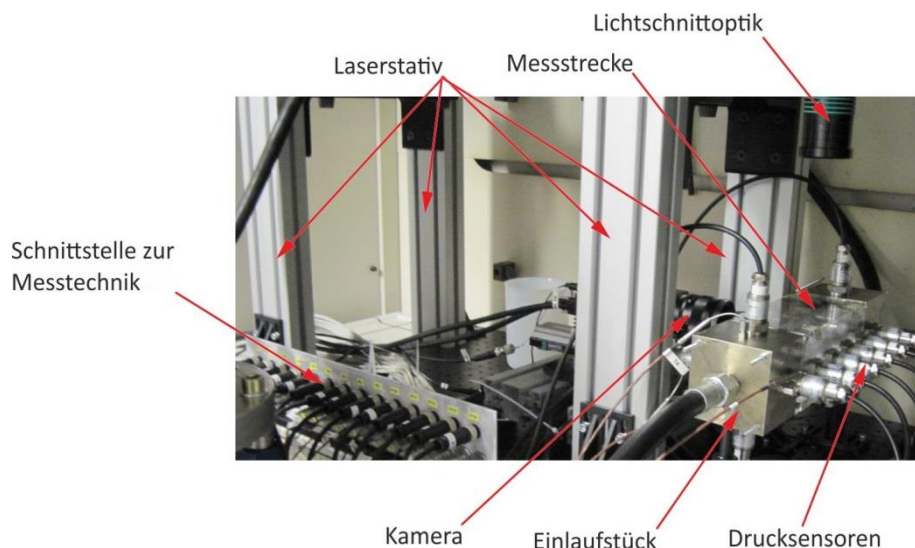 Lichtschnittoptik
Laserstativ
Messstrecke
Schnittstelle zur
Messtechnik
Kamera
Einlaufstück
Drucksensoren